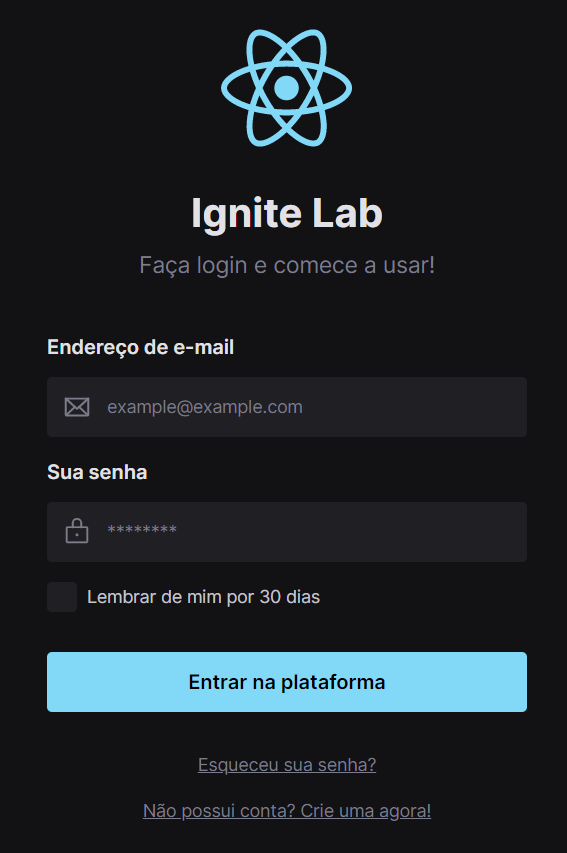 Ignite Lab
Faça login e comece a usar!
Endereço de e-mail
example@example.com
Sua senha
********
Lembrar de mim por 30 dias
Entrar na plataforma
Esqueceu sua senha?
Não possui conta? Crie uma agora!